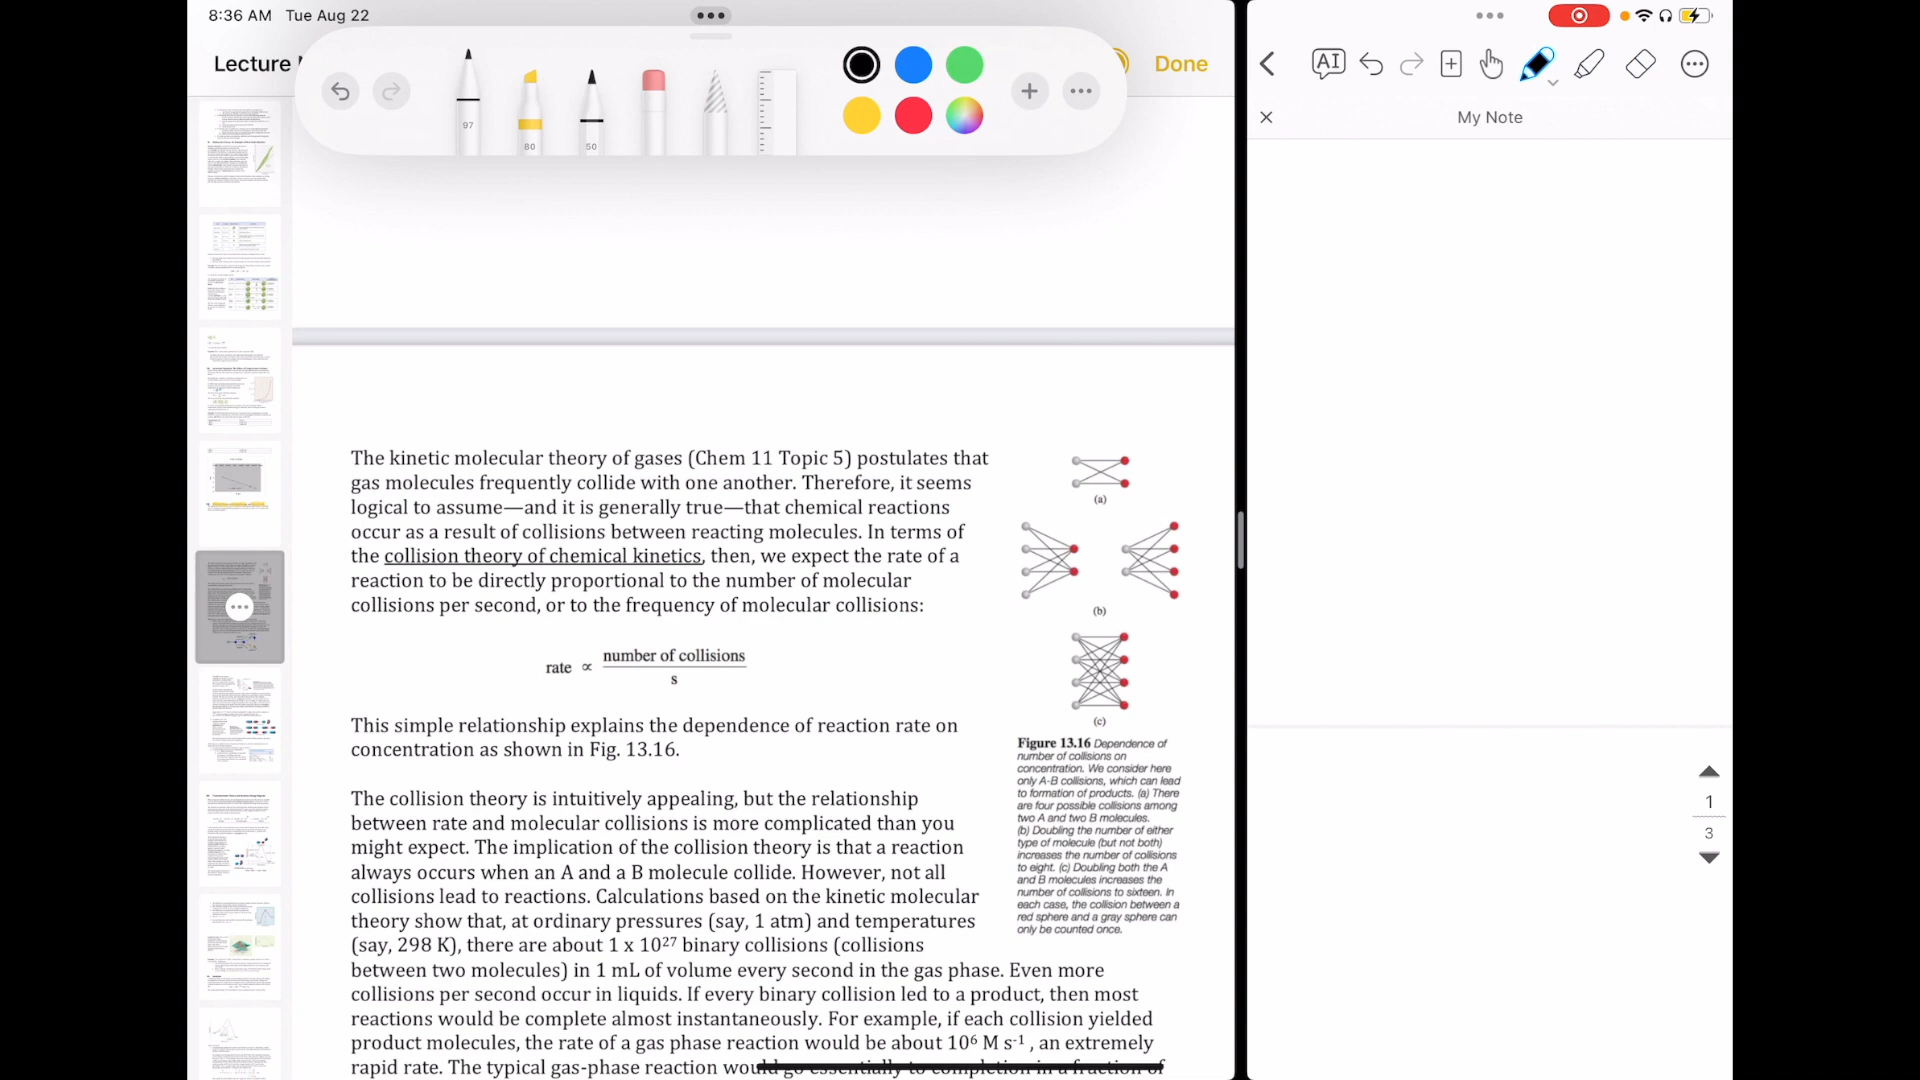 8:36 AM Tue Aug 22
Lecture
97
80
50
Done
AI
My Note
The kinetic molecular theory of gases (Chem 11 Topic 5) postulates that
gas molecules frequently collide with one another. Therefore, it seems
logical to assume—and it is generally true—that chemical reactions
occur as a result of collisions between reacting molecules. In terms of
the collision theory of chemical kinetics, then, we expect the rate of a
reaction to be directly proportional to the number of molecular
collisions per second, or to the frequency of molecular collisions:
rate ∝ number of collisions
s
This simple relationship explains the dependence of reaction rate on
concentration as shown in Fig. 13.16.
The collision theory is intuitively appealing, but the relationship
between rate and molecular collisions is more complicated than you
might expect. The implication of the collision theory is that a reaction
always occurs when an A and a B molecule collide. However, not all
collisions lead to reactions. Calculations based on the kinetic molecular
theory show that, at ordinary pressures (say, 1 atm) and temperatures
(say, 298 K), there are about 1 x 10²⁷ binary collisions (collisions
between two molecules) in 1 mL of volume every second in the gas phase. Even more
collisions per second occur in liquids. If every binary collision led to a product, then most
reactions would be complete almost instantaneously. For example, if each collision yielded
product molecules, the rate of a gas phase reaction would be about 10⁶ M s⁻¹ , an extremely
rapid rate. The typical gas-phase reaction would go essentially to completion in a fraction of
(a)
(b)
(c)
Figure 13.16 Dependence of
number of collisions on
concentration. We consider here
only A-B collisions, which can lead
to formation of products. (a) There
are four possible collisions among
two A and two B molecules.
(b) Doubling the number of either
type of molecule (but not both)
increases the number of collisions
to eight. (c) Doubling both the A
and B molecules increases the
number of collisions to sixteen. In
each case, the collision between a
red sphere and a gray sphere can
only be counted once.
1
3